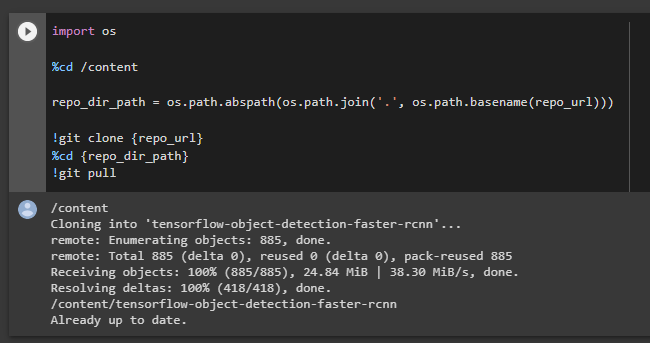 import os
%cd /content
repo_dir_path = os.path.abspath(os.path.join('.', os.path.basename(repo_url)))
!git clone {repo_url}
%cd {repo_dir_path}
!git pull
/content
Cloning into 'tensorflow-object-detection-faster-rcnn'...
remote: Enumerating objects: 885, done.
remote: Total 885 (delta 0), reused 0 (delta 0), pack-reused 885
Receiving objects: 100% (885/885), 24.84 MiB | 38.30 MiB/s, done.
Resolving deltas: 100% (418/418), done.
/content/tensorflow-object-detection-faster-rcnn
Already up to date.